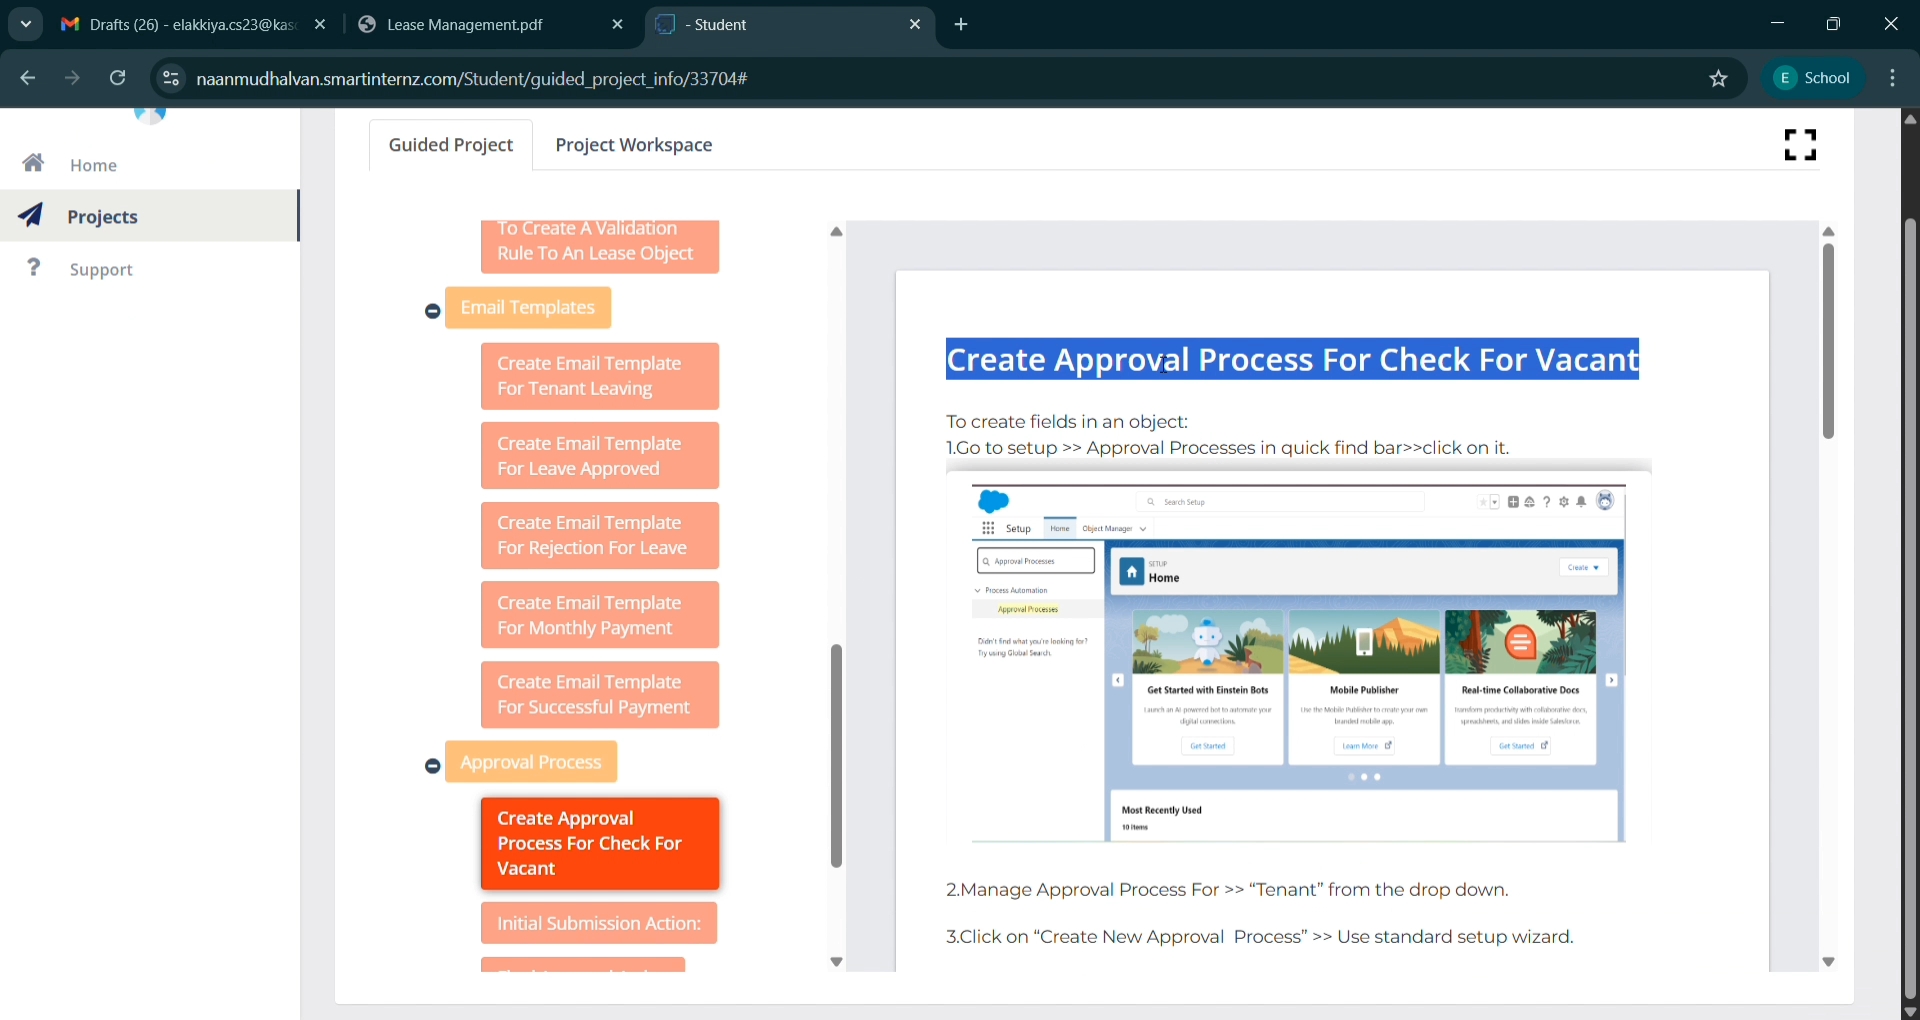 Drafts (26) - elakkiya.cs23@kas
Lease Management.pdf
- Student
naanmudhalvan.smartinternz.com/Student/guided_project_info/33704#
E School
Home
Projects
? Support
Guided Project
Project Workspace
To Create A Validation
Rule To An Lease Object
Email Templates
Create Email Template
For Tenant Leaving
Create Email Template
For Leave Approved
Create Email Template
For Rejection For Leave
Create Email Template
For Monthly Payment
Create Email Template
For Successful Payment
Approval Process
Create Approval
Process For Check For
Vacant
Initial Submission Action:
Create Approval Process For Check For Vacant
To create fields in an object:
1.Go to setup >> Approval Processes in quick find bar>>click on it.
Search Setup
Setup
Home
Object Manager
Approval Processes
Process Automation
Approval Processes
Didn't find what you're looking for?
Try using Global Search.
SETUP
Home
Create
Get Started with Einstein Bots
Launch an AI powered bot to automate your
digital connections.
Get Started
Mobile Publisher
Use the Mobile Publisher to create your own
branded mobile app.
Learn More
Real-time Collaborative Docs
Transform productivity with collaborative docs,
spreadsheets, and slides inside Salesforce.
Get Started
Most Recently Used
10 items
2.Manage Approval Process For >> “Tenant” from the drop down.
3.Click on “Create New Approval Process” >> Use standard setup wizard.